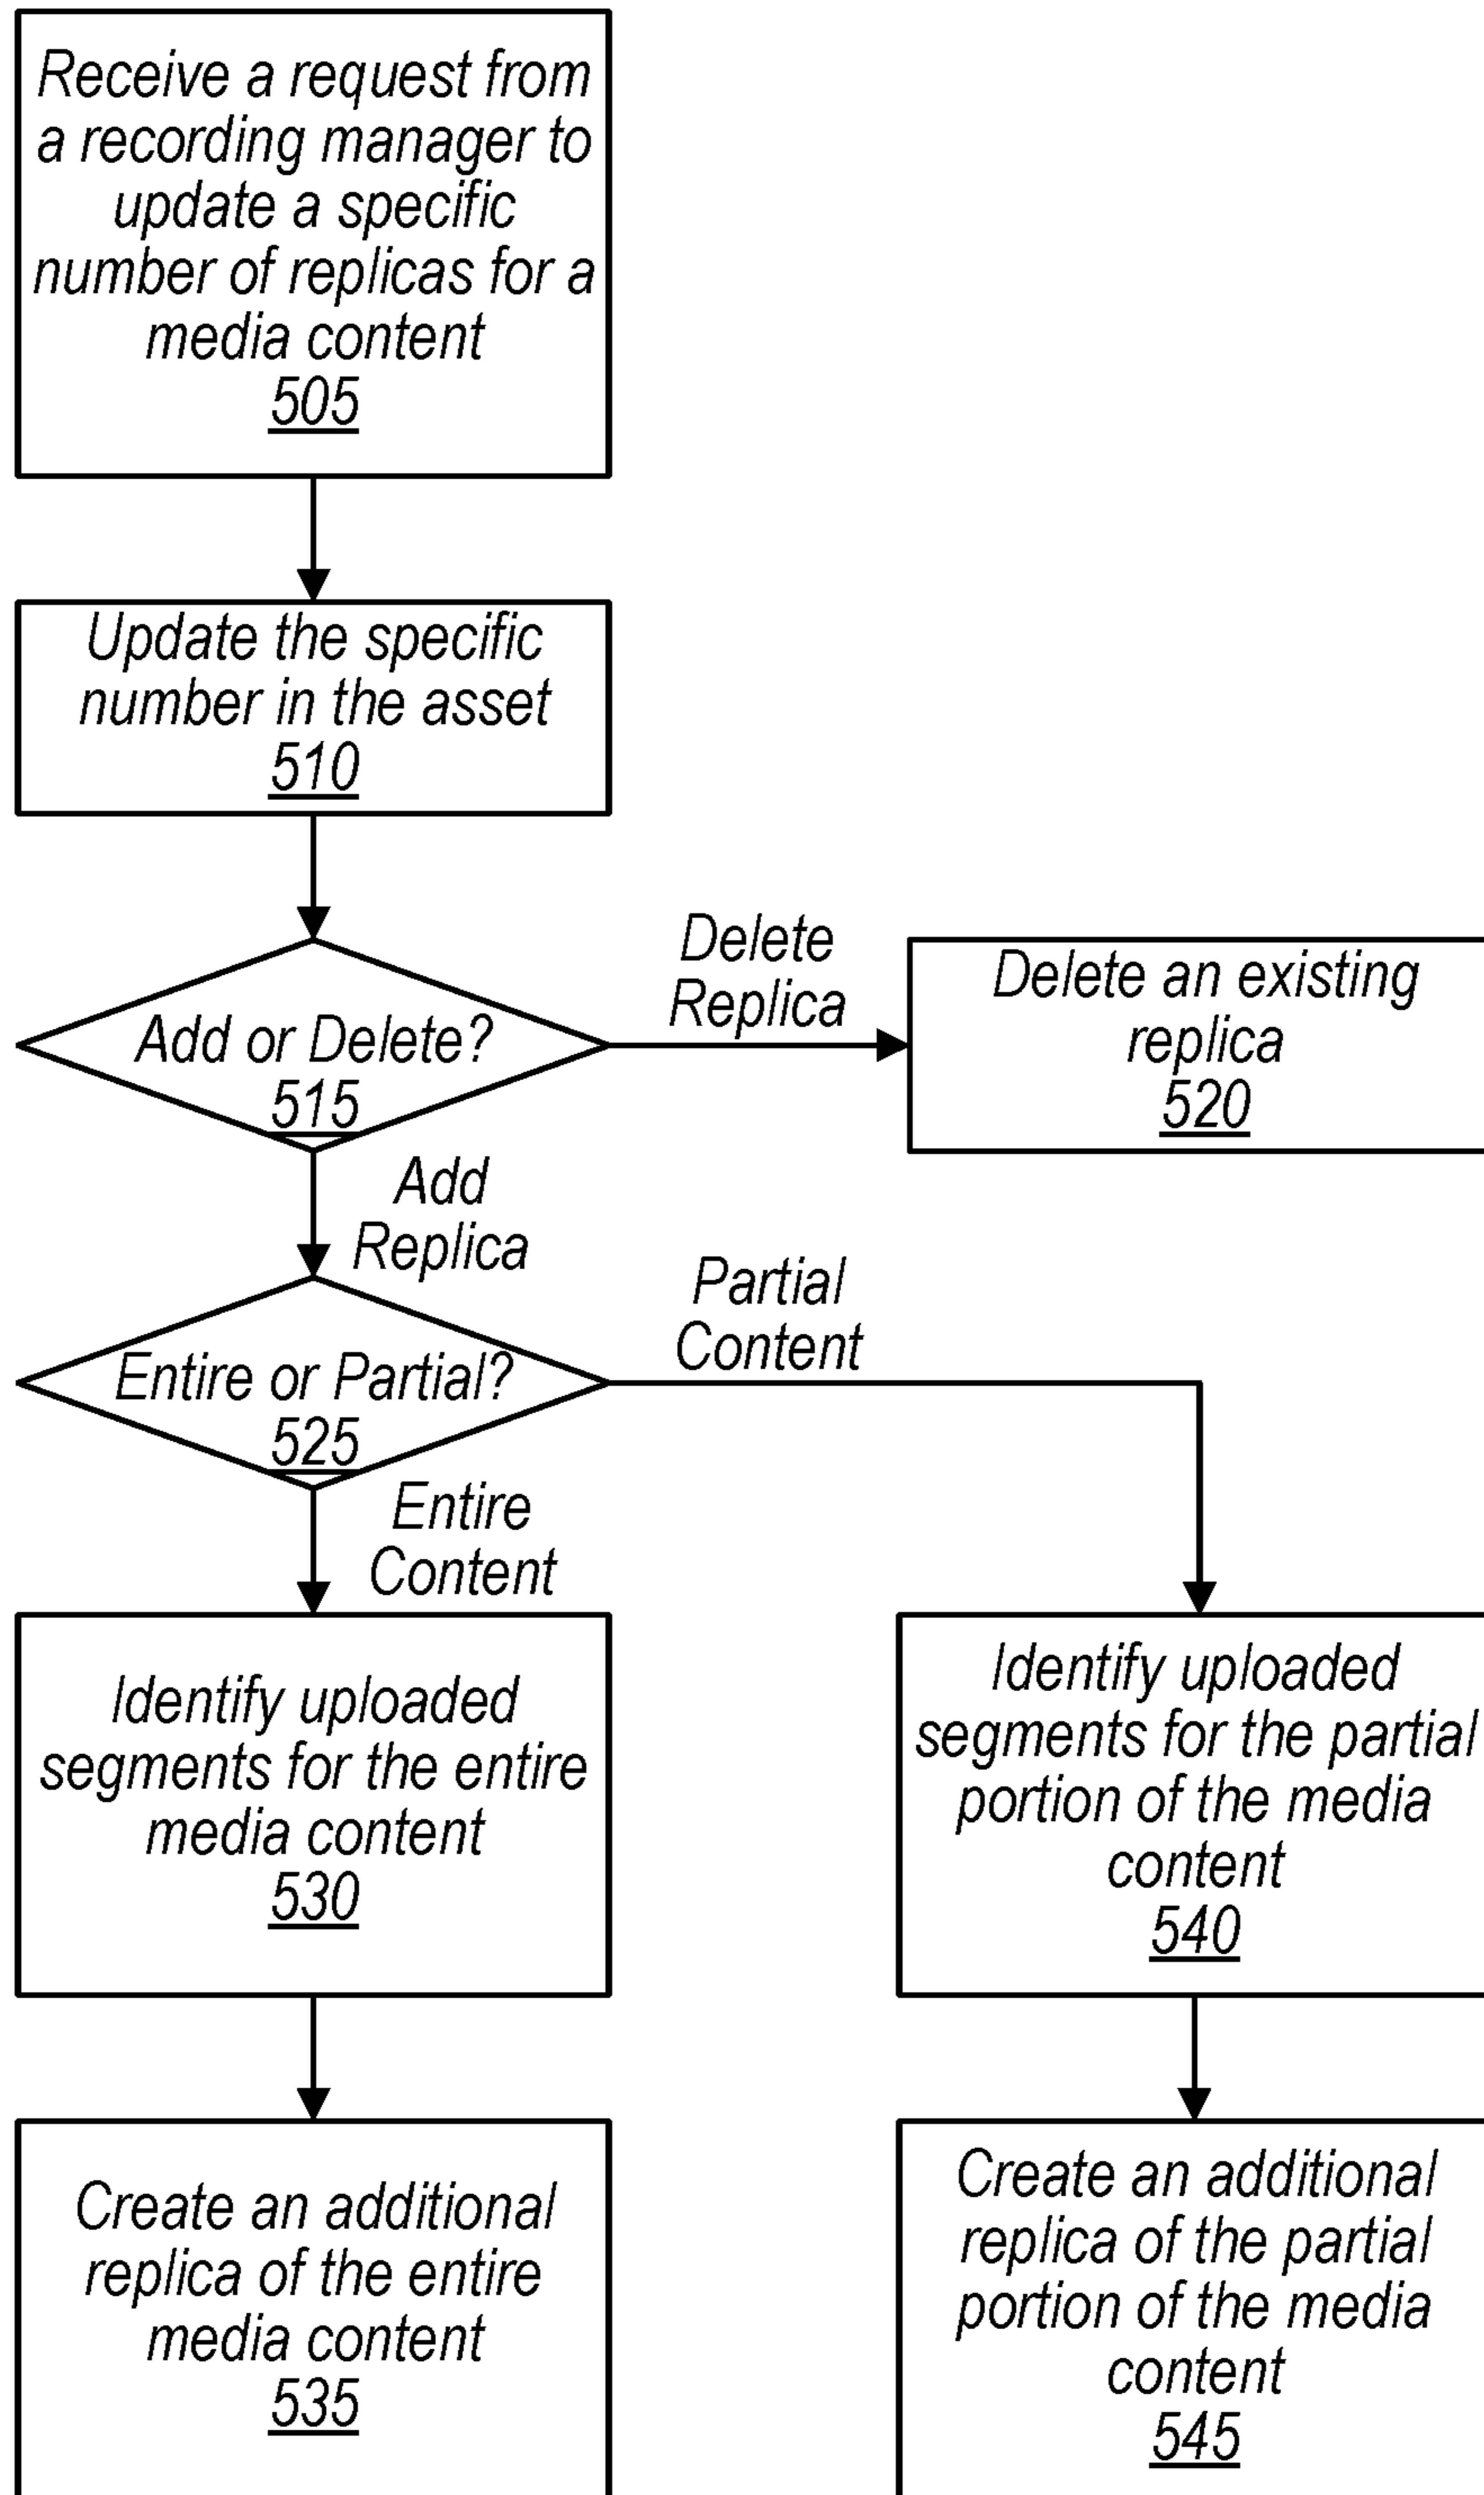 Receive a request from
a recording manager to
update a specific
number of replicas for a
media content
505
Update the specific
number in the asset
510
Add or Delete?
515
Delete
Replica
Delete an existing
replica
520
Add
Replica
Entire or Partial?
525
Partial
Content
Entire
Content
Identify uploaded
segments for the entire
media content
530
Identify uploaded
segments for the partial
portion of the media
content
540
Create an additional
replica of the entire
media content
535
Create an additional
replica of the partial
portion of the media
content
545